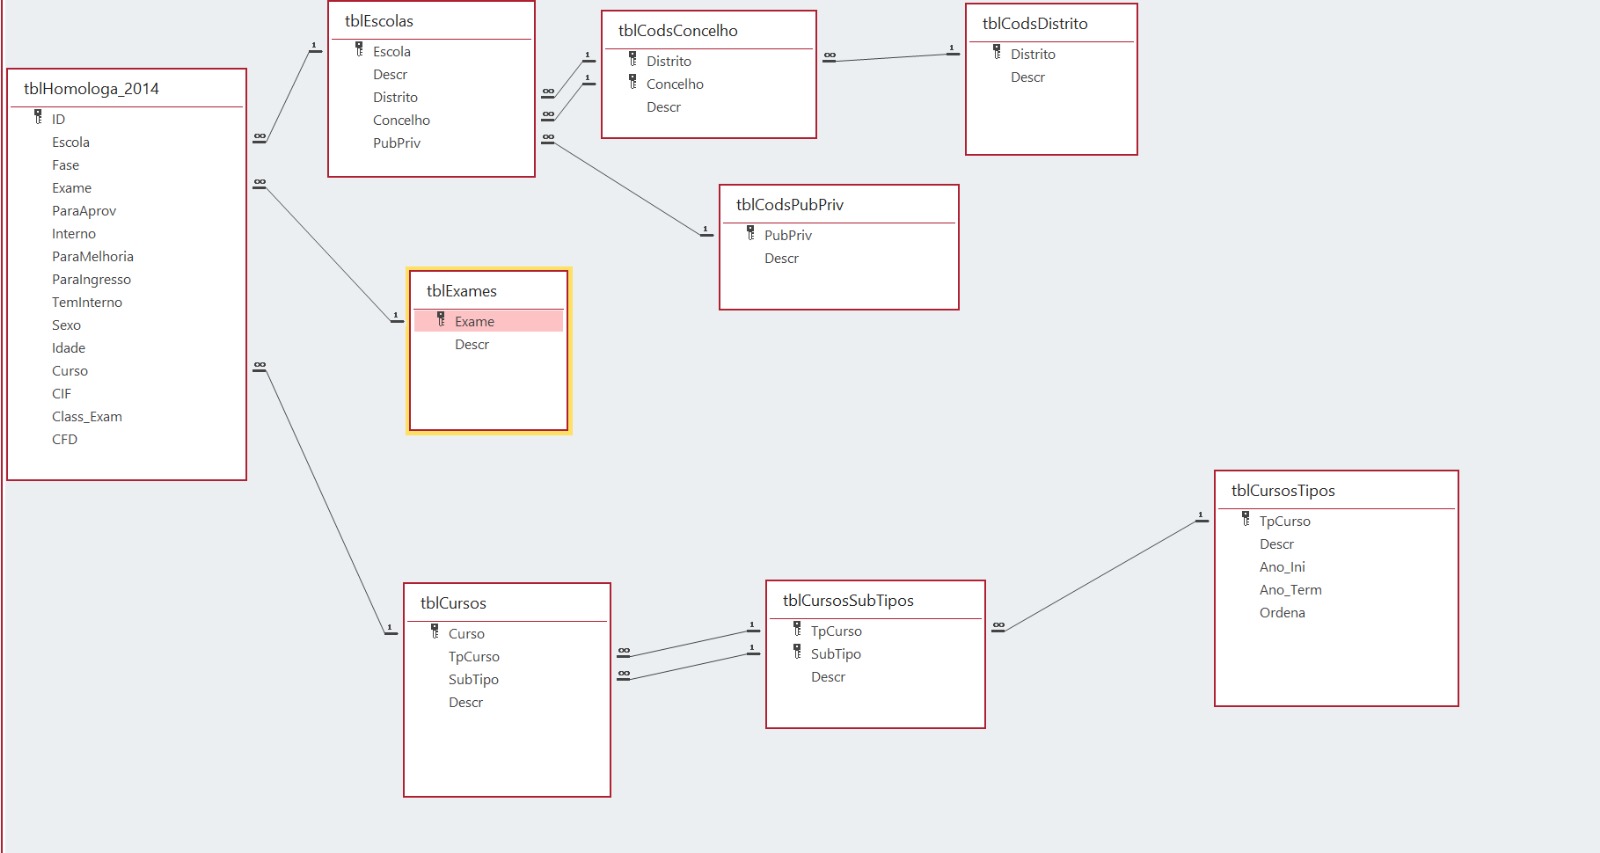 tblHomologa_2014
ID
Escola
Fase
Exame
ParaAprov
Interno
ParaMelhoria
ParaIngresso
TemInterno
Sexo
Idade
Curso
CIF
Class_Exam
CFD
tblEscolas
Escola
Descr
Distrito
Concelho
PubPriv
tblCodsConcelho
Distrito
Concelho
Descr
tblCodsDistrito
Distrito
Descr
tblCodsPubPriv
PubPriv
Descr
tblExames
Exame
Descr
tblCursos
Curso
TpCurso
SubTipo
Descr
tblCursosSubTipos
TpCurso
SubTipo
Descr
tblCursosTipos
TpCurso
Descr
Ano_Ini
Ano_Term
Ordena
∞
1
∞
1
∞
1
∞
1
∞
1
∞
1
∞
1
∞
1
∞
1
∞
1